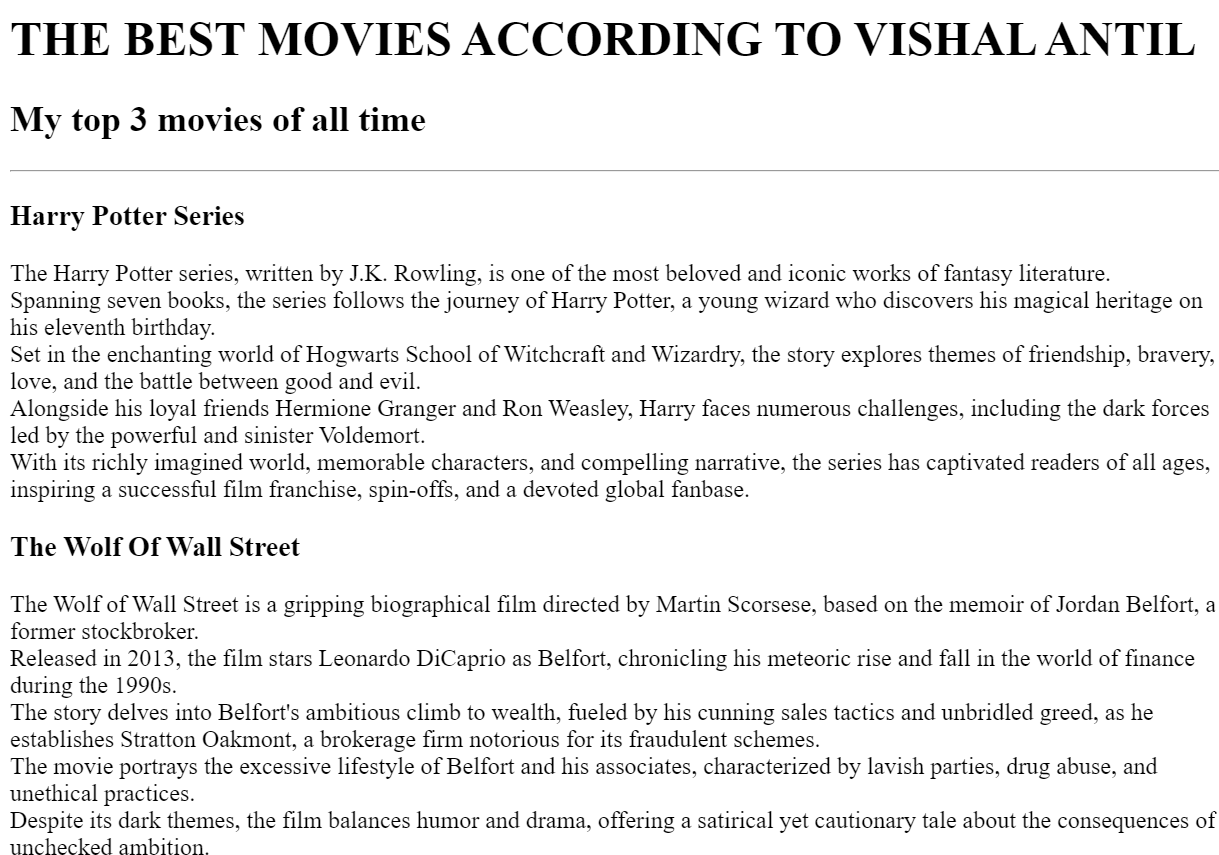 THE BEST MOVIES ACCORDING TO VISHAL ANTIL
My top 3 movies of all time
Harry Potter Series
The Harry Potter series, written by J.K. Rowling, is one of the most beloved and iconic works of fantasy literature.
Spanning seven books, the series follows the journey of Harry Potter, a young wizard who discovers his magical heritage on
his eleventh birthday.
Set in the enchanting world of Hogwarts School of Witchcraft and Wizardry, the story explores themes of friendship, bravery,
love, and the battle between good and evil.
Alongside his loyal friends Hermione Granger and Ron Weasley, Harry faces numerous challenges, including the dark forces
led by the powerful and sinister Voldemort.
With its richly imagined world, memorable characters, and compelling narrative, the series has captivated readers of all ages,
inspiring a successful film franchise, spin-offs, and a devoted global fanbase.
The Wolf Of Wall Street
The Wolf of Wall Street is a gripping biographical film directed by Martin Scorsese, based on the memoir of Jordan Belfort, a
former stockbroker.
Released in 2013, the film stars Leonardo DiCaprio as Belfort, chronicling his meteoric rise and fall in the world of finance
during the 1990s.
The story delves into Belfort's ambitious climb to wealth, fueled by his cunning sales tactics and unbridled greed, as he
establishes Stratton Oakmont, a brokerage firm notorious for its fraudulent schemes.
The movie portrays the excessive lifestyle of Belfort and his associates, characterized by lavish parties, drug abuse, and
unethical practices.
Despite its dark themes, the film balances humor and drama, offering a satirical yet cautionary tale about the consequences of
unchecked ambition.